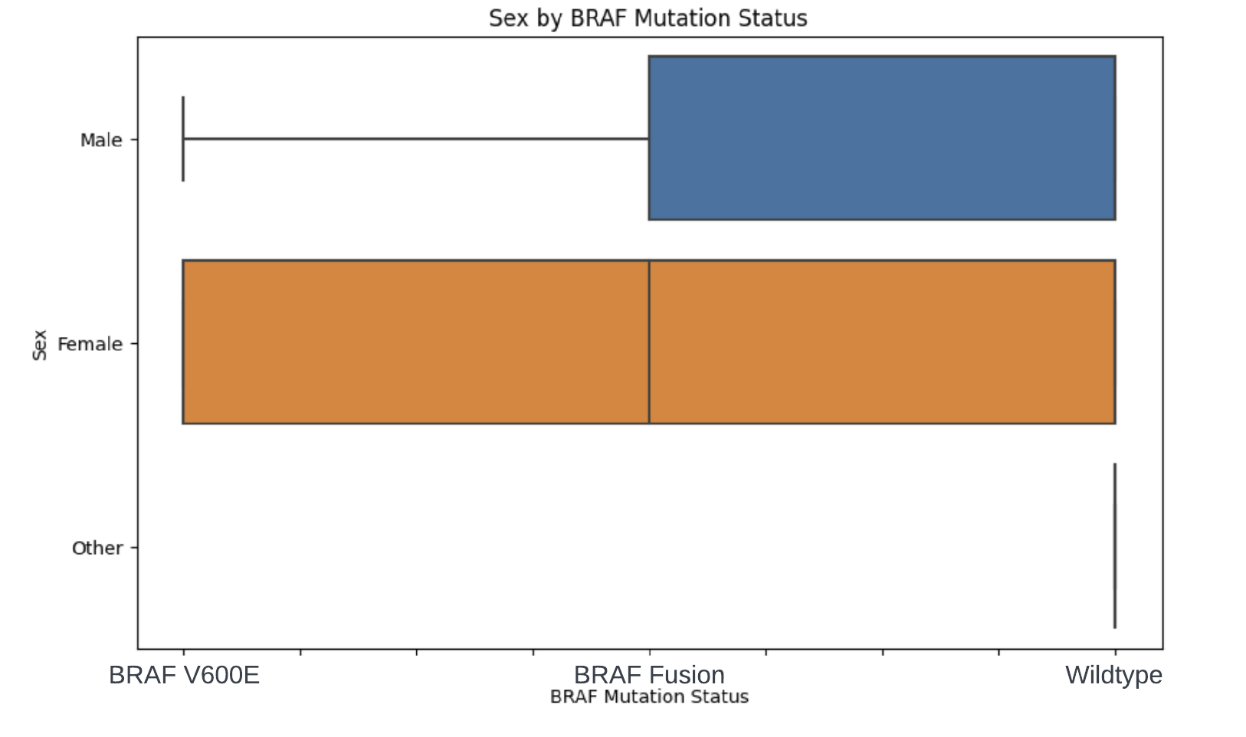 Sex by BRAF Mutation Status
Male
Sex
Female
Other
BRAF V600E
BRAF Fusion
Wildtype
BRAF Mutation Status